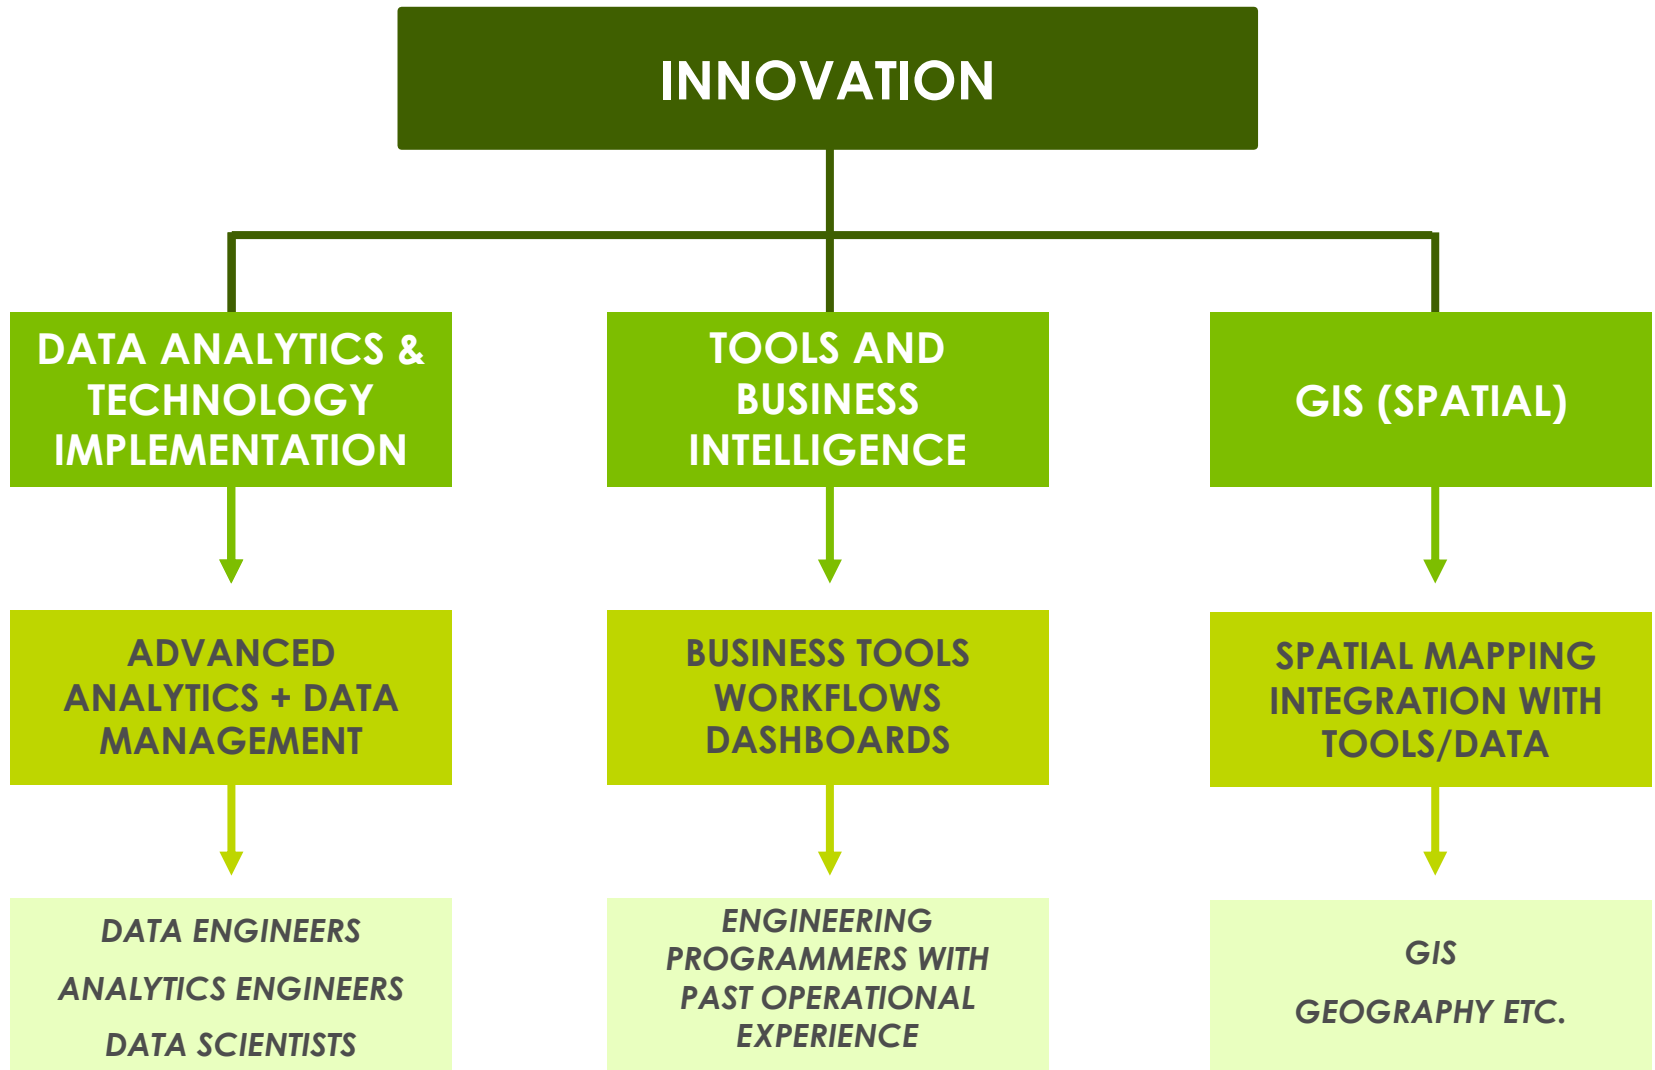 INNOVATION
DATA ANALYTICS &
TECHNOLOGY
IMPLEMENTATION
TOOLS AND
BUSINESS
INTELLIGENCE
GIS (SPATIAL)
ADVANCED
ANALYTICS + DATA
MANAGEMENT
BUSINESS TOOLS
WORKFLOWS
DASHBOARDS
SPATIAL MAPPING
INTEGRATION WITH
TOOLS/DATA
DATA ENGINEERS
ANALYTICS ENGINEERS
DATA SCIENTISTS
ENGINEERING
PROGRAMMERS WITH
PAST OPERATIONAL
EXPERIENCE
GIS
GEOGRAPHY ETC.